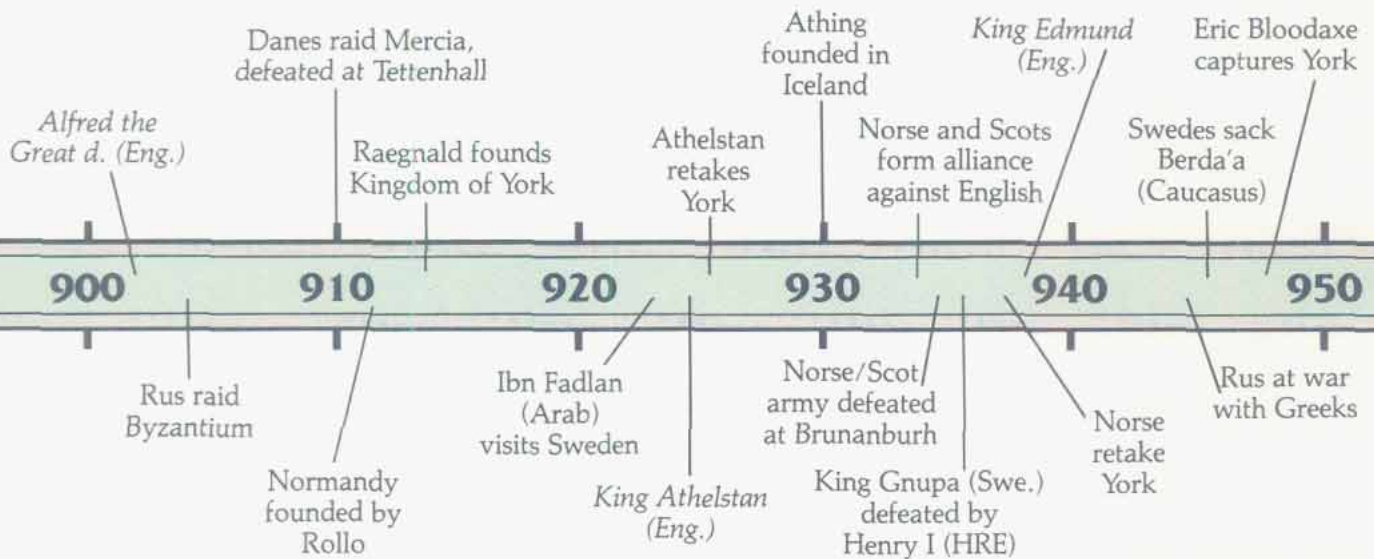 Alfred the
Great d. (Eng.)
Danes raid Mercia,
defeated at Tettenhall
Raegnald founds
Kingdom of York
Athelstan
retakes
York
Athing
founded in
Iceland
Norse and Scots
form alliance
against English
King Edmund
(Eng.)
Swedes sack
Berda'a
(Caucasus)
Eric Bloodaxe
captures York
900 910 920 930 940 950
Rus raid
Byzantium
Normandy
founded by
Rollo
Ibn Fadlan
(Arab)
visits Sweden
King Athelstan
(Eng.)
Norse/Scot
army defeated
at Brunanburh
King Gnupa (Swe.)
defeated by
Henry I (HRE)
Norse
retake
York
Rus at war
with Greeks